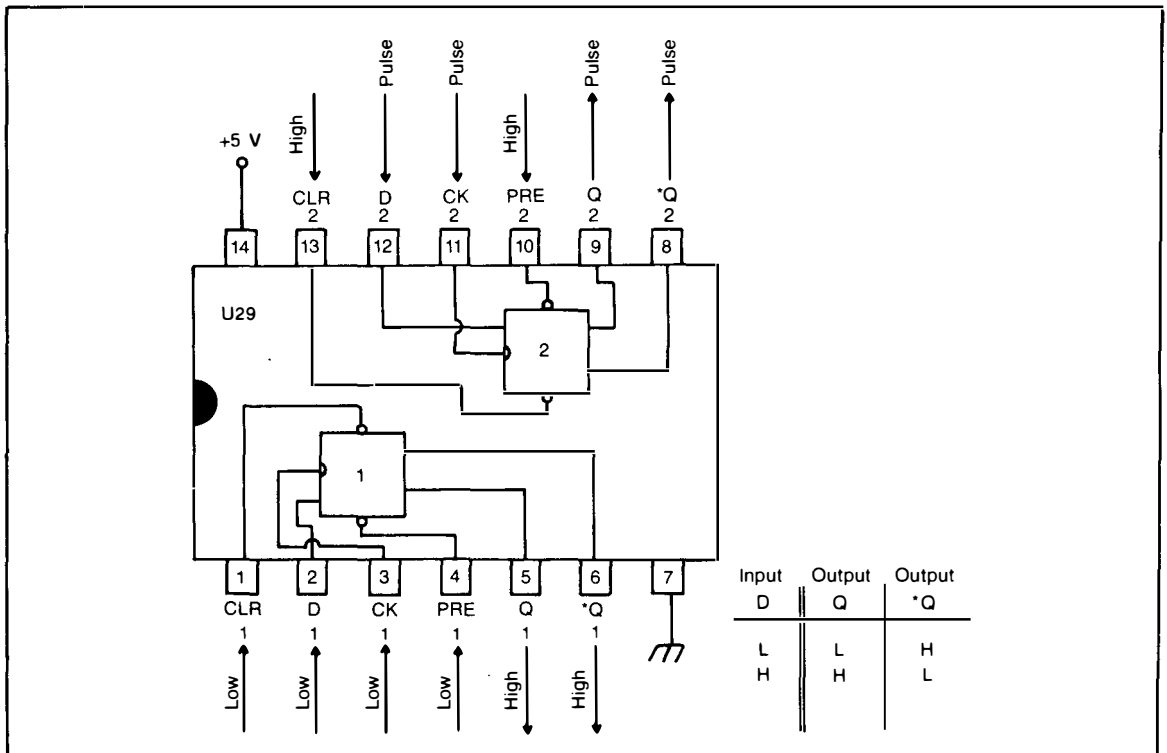 High Pulse Pulse High Pulse Pulse
+5 V
CLR D CK PRE Q *Q
2 2 2 2 2 2
14 13 12 11 10 9 8
U29
2
1
1 2 3 4 5 6 7
CLR D CK PRE Q *Q
1 1 1 1 1 1
Low Low Low Low High High
Input Output Output
D Q *Q
L L H
H H L